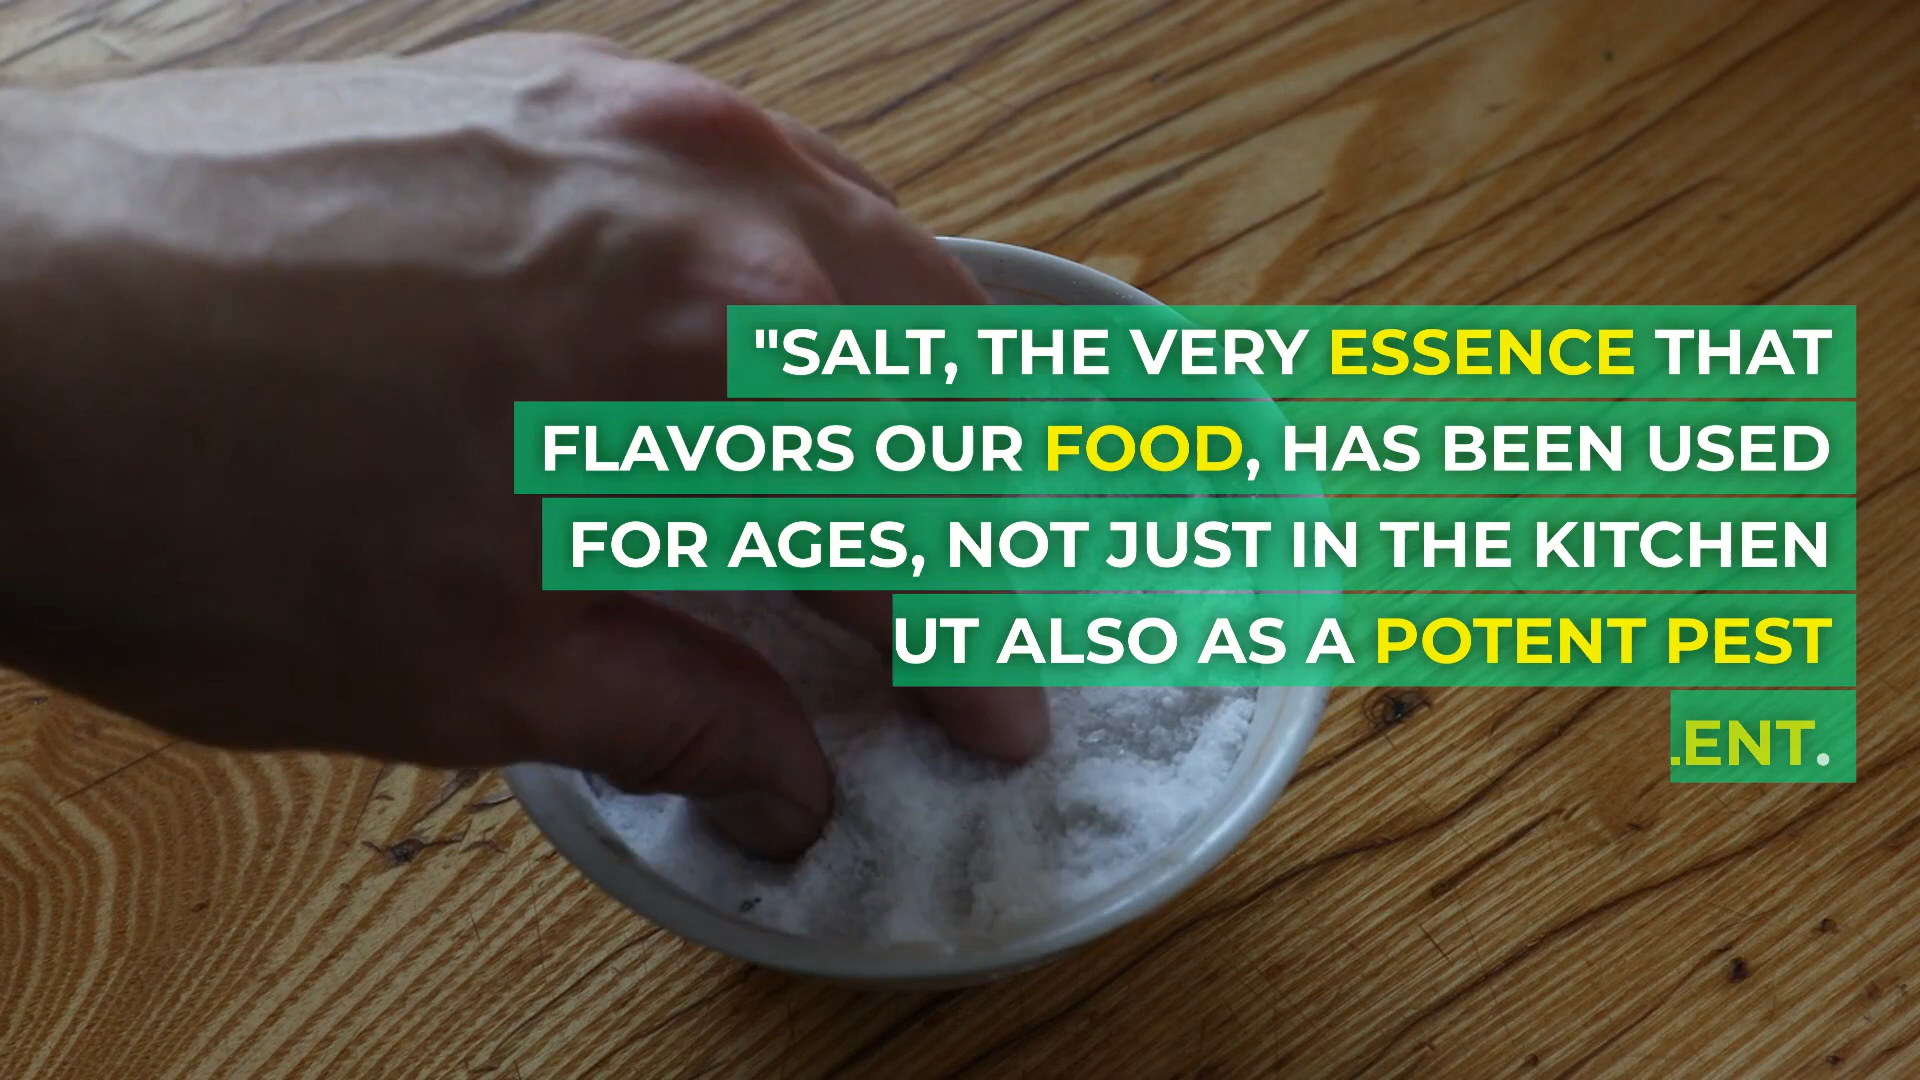 "SALT, THE VERY ESSENCE THAT
FLAVORS OUR FOOD, HAS BEEN USED
FOR AGES, NOT JUST IN THE KITCHEN
UT ALSO AS A POTENT PEST
ENT.